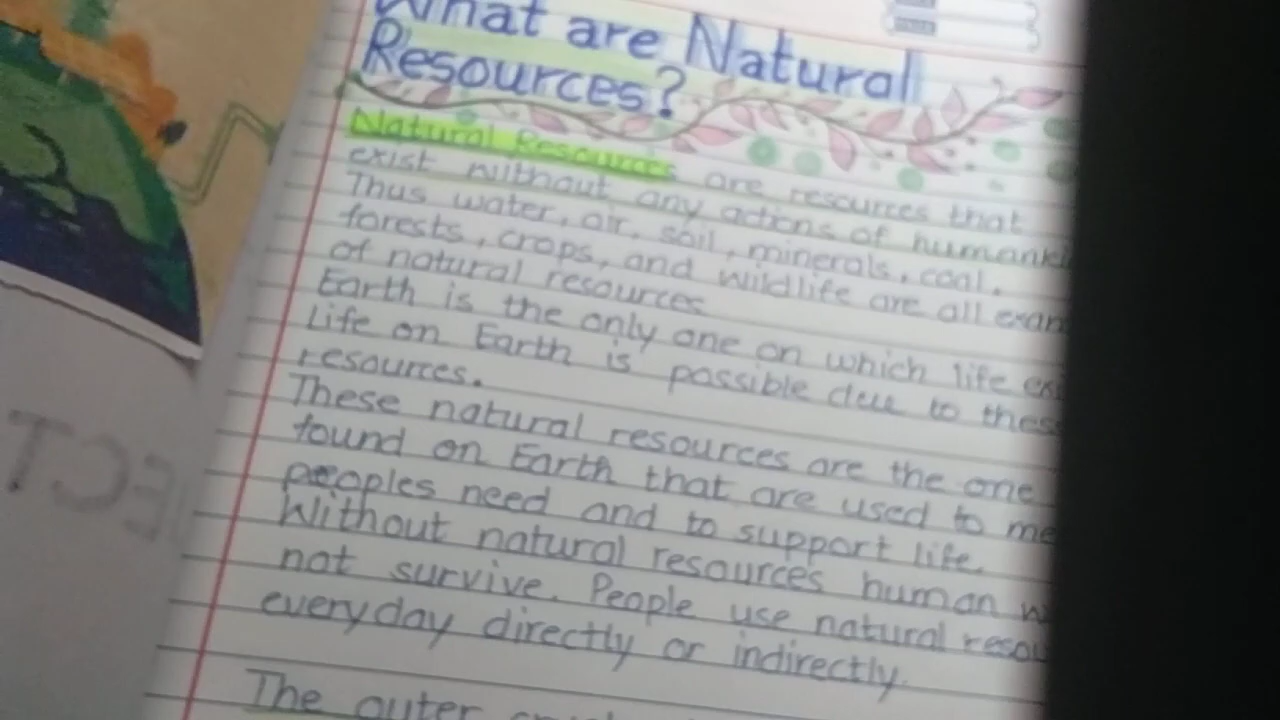 What are Natural
Resources?
Natural Resources are resources that
exist without any actions of humanki
Thus water, air, soil, minerals, coal,
forests, crops, and wildlife are all exam
of natural resources
Earth is the only one on which life exi
Life on Earth is possible due to these
resources.
These natural resources are the one
found on Earth that are used to me
peoples need and to support life.
Without natural resources human w
not survive. People use natural resou
everyday directly or indirectly.
The outer